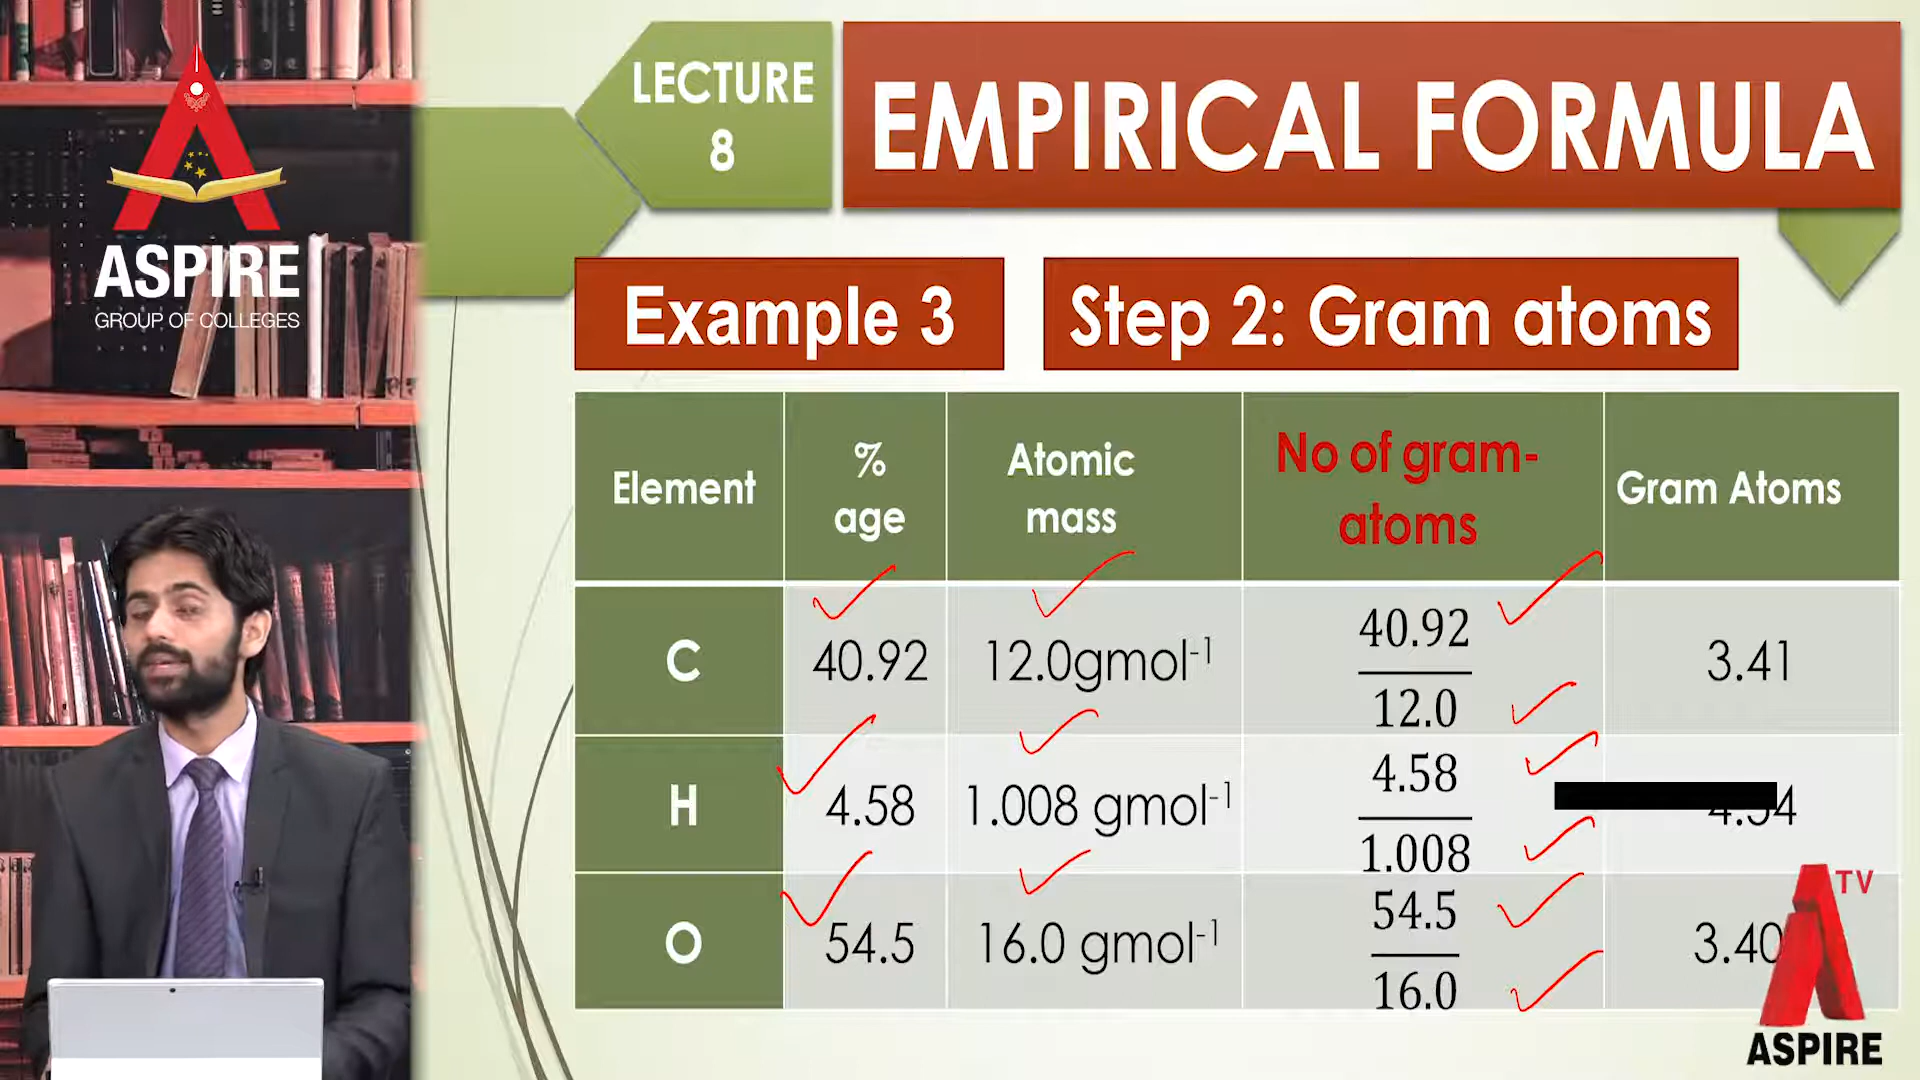 ASPIRE
GROUP OF COLLEGES
LECTURE
8
EMPIRICAL FORMULA
Example 3
Step 2: Gram atoms
Element
%
age
Atomic
mass
No of gram-
atoms
Gram Atoms
C
40.92
12.0gmol⁻¹
40.92
12.0
3.41
H
4.58
1.008 gmol⁻¹
4.58
1.008
O
54.5
16.0 gmol⁻¹
54.5
16.0
3.40
TV
ASPIRE